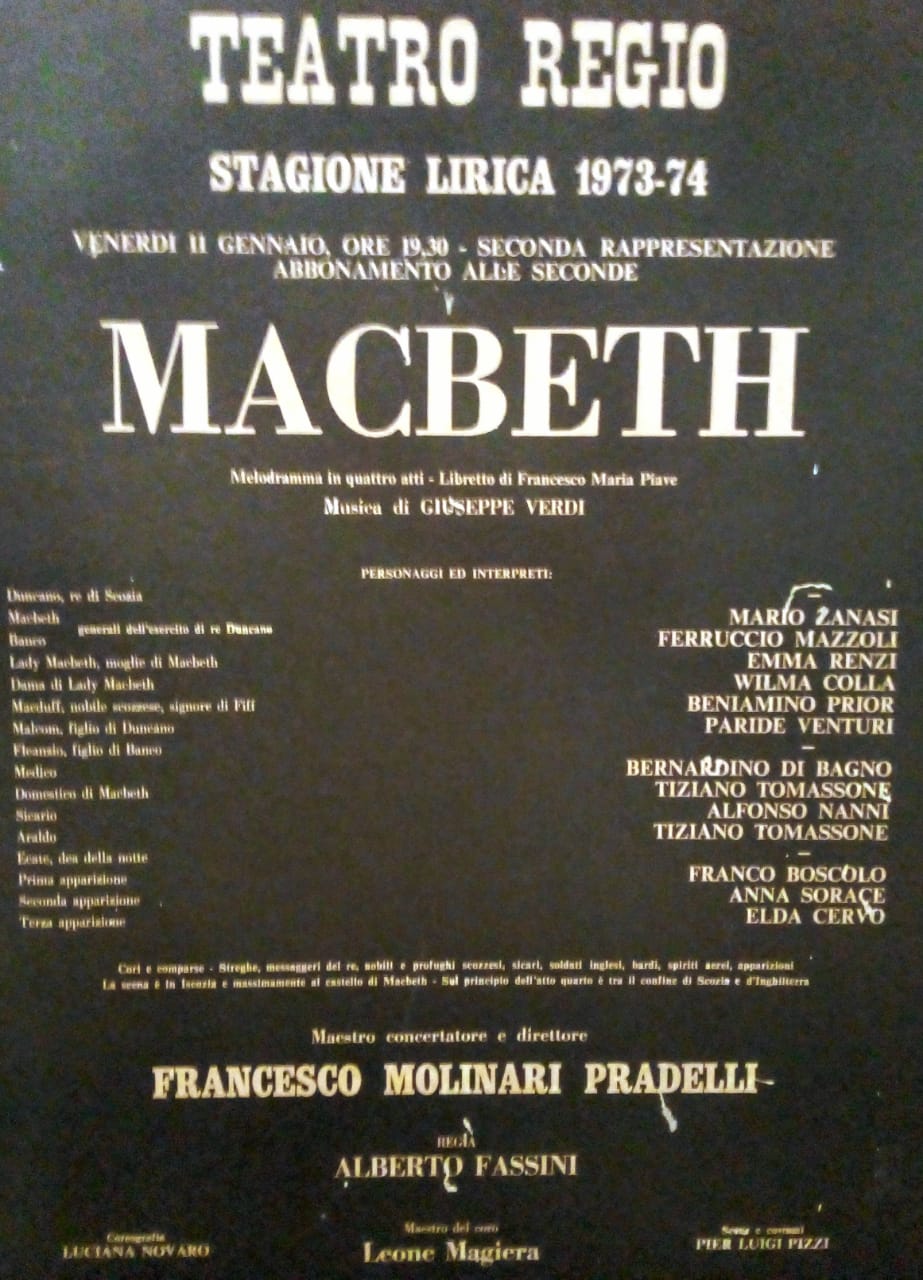 TEATRO REGIO
STAGIONE LIRICA 1973-74
VENERDI 11 GENNAIO, ORE 19,30 - SECONDA RAPPRESENTAZIONE
ABBONAMENTO ALLE SECONDE
MACBETH
Melodramma in quattro atti - Libretto di Francesco Maria Piave
Musica di GIUSEPPE VERDI
PERSONAGGI ED INTERPRETI:
Duncano, re di Scozia –
Macbeth MARIO ZANASI
generali dell'esercito di re Duncano
Banco FERRUCCIO MAZZOLI
Lady Macbeth, moglie di Macbeth EMMA RENZI
Dama di Lady Macbeth WILMA COLLA
Macduff, nobile scozzese, signore di Fiff BENIAMINO PRIOR
Malcom, figlio di Duncano PARIDE VENTURI
Fleanzio, figlio di Banco –
Medico BERNARDINO DI BAGNO
Domestico di Macbeth TIZIANO TOMASSONE
Sicario ALFONSO NANNI
Araldo TIZIANO TOMASSONE
Ecate, dea della notte –
Prima apparizione FRANCO BOSCOLO
Seconda apparizione ANNA SORACE
Terza apparizione ELDA CERVO
Cori e comparse - Streghe, messaggeri del re, nobili e profughi scozzesi, sicari, soldati inglesi, bardi, spiriti aerei, apparizioni
La scena è in Iscozia e massimamente al castello di Macbeth - Sul principio dell'atto quarto è tra il confine di Scozia e d'Inghilterra
Maestro concertatore e direttore
FRANCESCO MOLINARI PRADELLI
REGIA
ALBERTO FASSINI
Coreografia
LUCIANA NOVARO
Maestro del coro
Leone Magiera
Scene e costumi
PIER LUIGI PIZZI